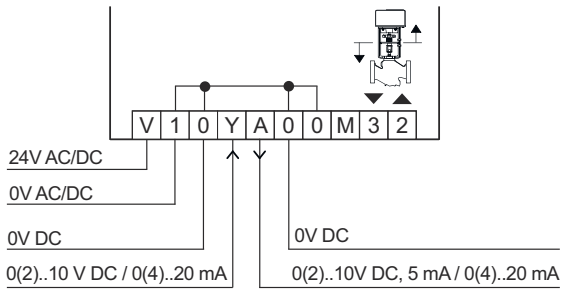 V 1 0 Y A 0 0 M 3 2
24V AC/DC
0V AC/DC
0V DC
0V DC
0(2)..10 V DC / 0(4)..20 mA
0(2)..10V DC, 5 mA / 0(4)..20 mA